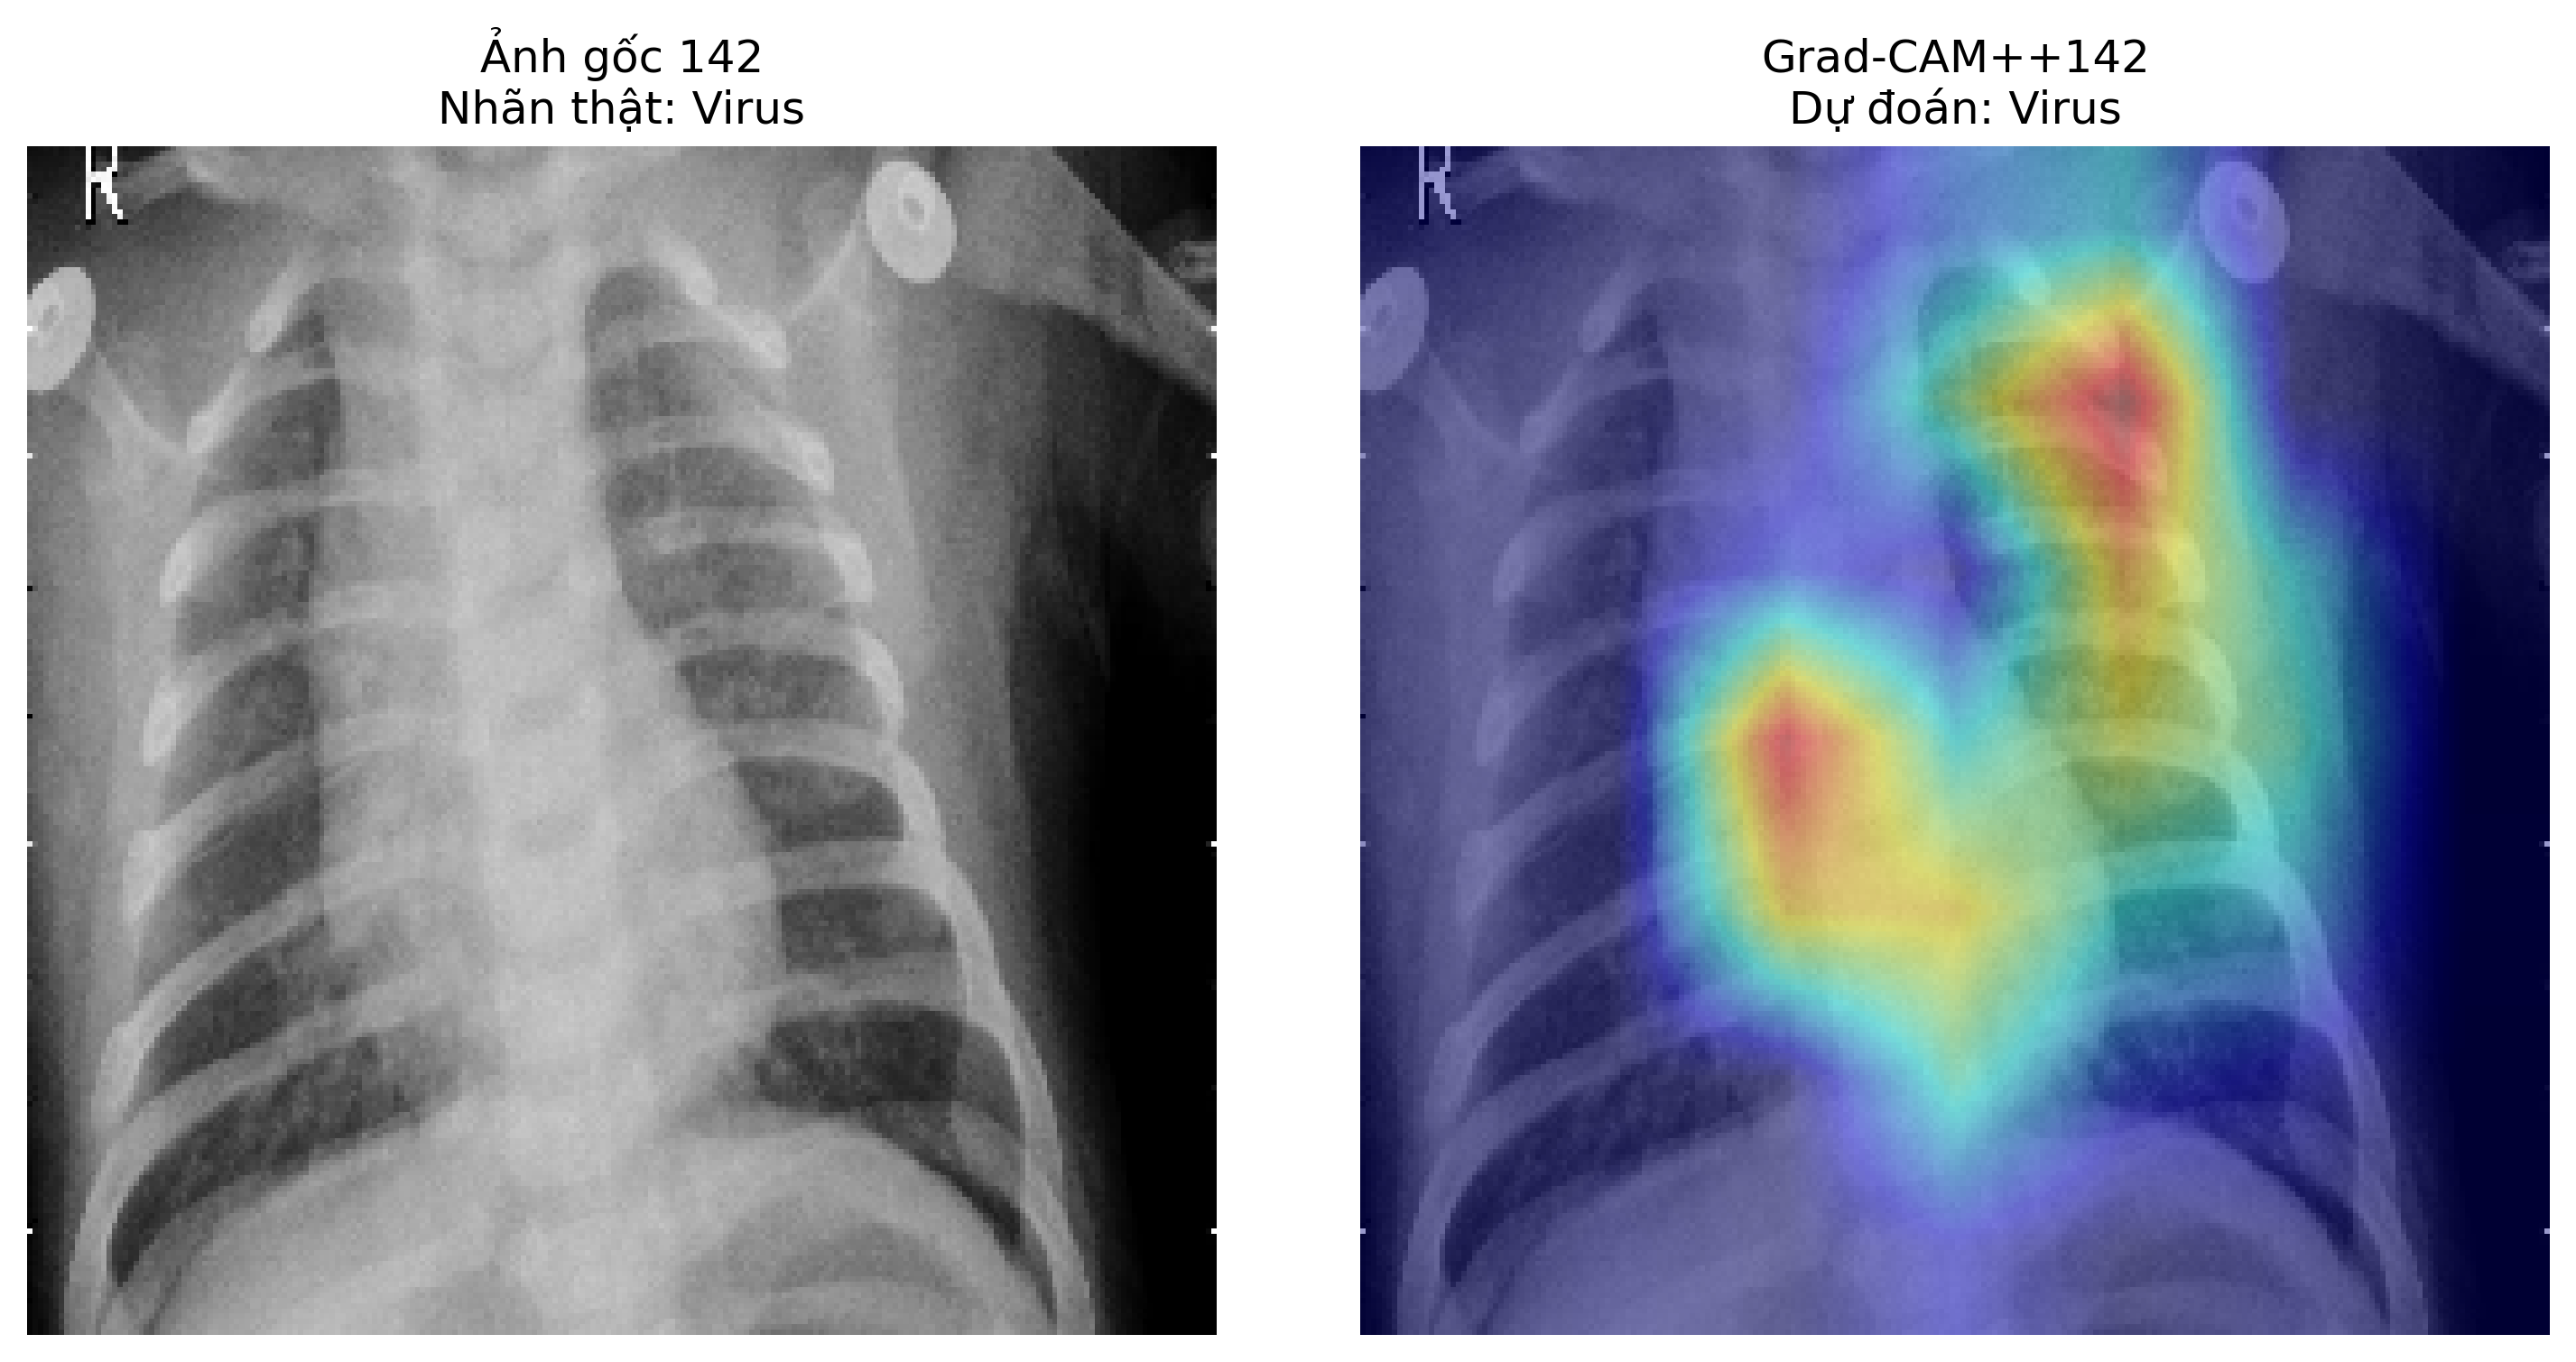 Ảnh gốc 142
Nhãn thật: Virus
Grad-CAM++142
Dự đoán: Virus
R